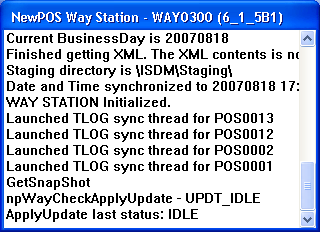 NewPOS Way Station - WAY0300 (6_1_5B1)
Current BusinessDay is 20070818
Finished getting XML. The XML contents is no
Staging directory is \ISDM\Staging\
Date and Time synchronized to 20070818 17:
WAY STATION Initialized.
Launched TLOG sync thread for POS0013
Launched TLOG sync thread for POS0012
Launched TLOG sync thread for POS0002
Launched TLOG sync thread for POS0001
GetSnapShot
npWayCheckApplyUpdate - UPDT_IDLE
ApplyUpdate last status: IDLE